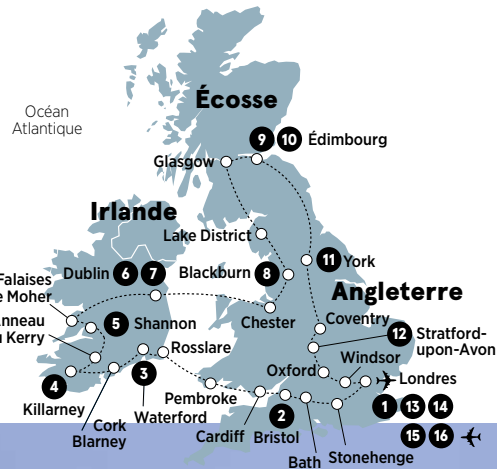 Écosse
Océan
Atlantique
9 10 Édimbourg
Glasgow
Irlande
Lake District
11 York
Dublin 6 7
Blackburn 8
Falaises
e Moher
Angleterre
5 Shannon
Chester
Coventry
nneau
u Kerry
12 Stratford-
upon-Avon
Rosslare
Windsor
Oxford
Londres
4
Killarney
3
Waterford
Pembroke
1 13 14
Cork
Blarney
Cardiff
2
Bristol
15 16
Bath
Stonehenge